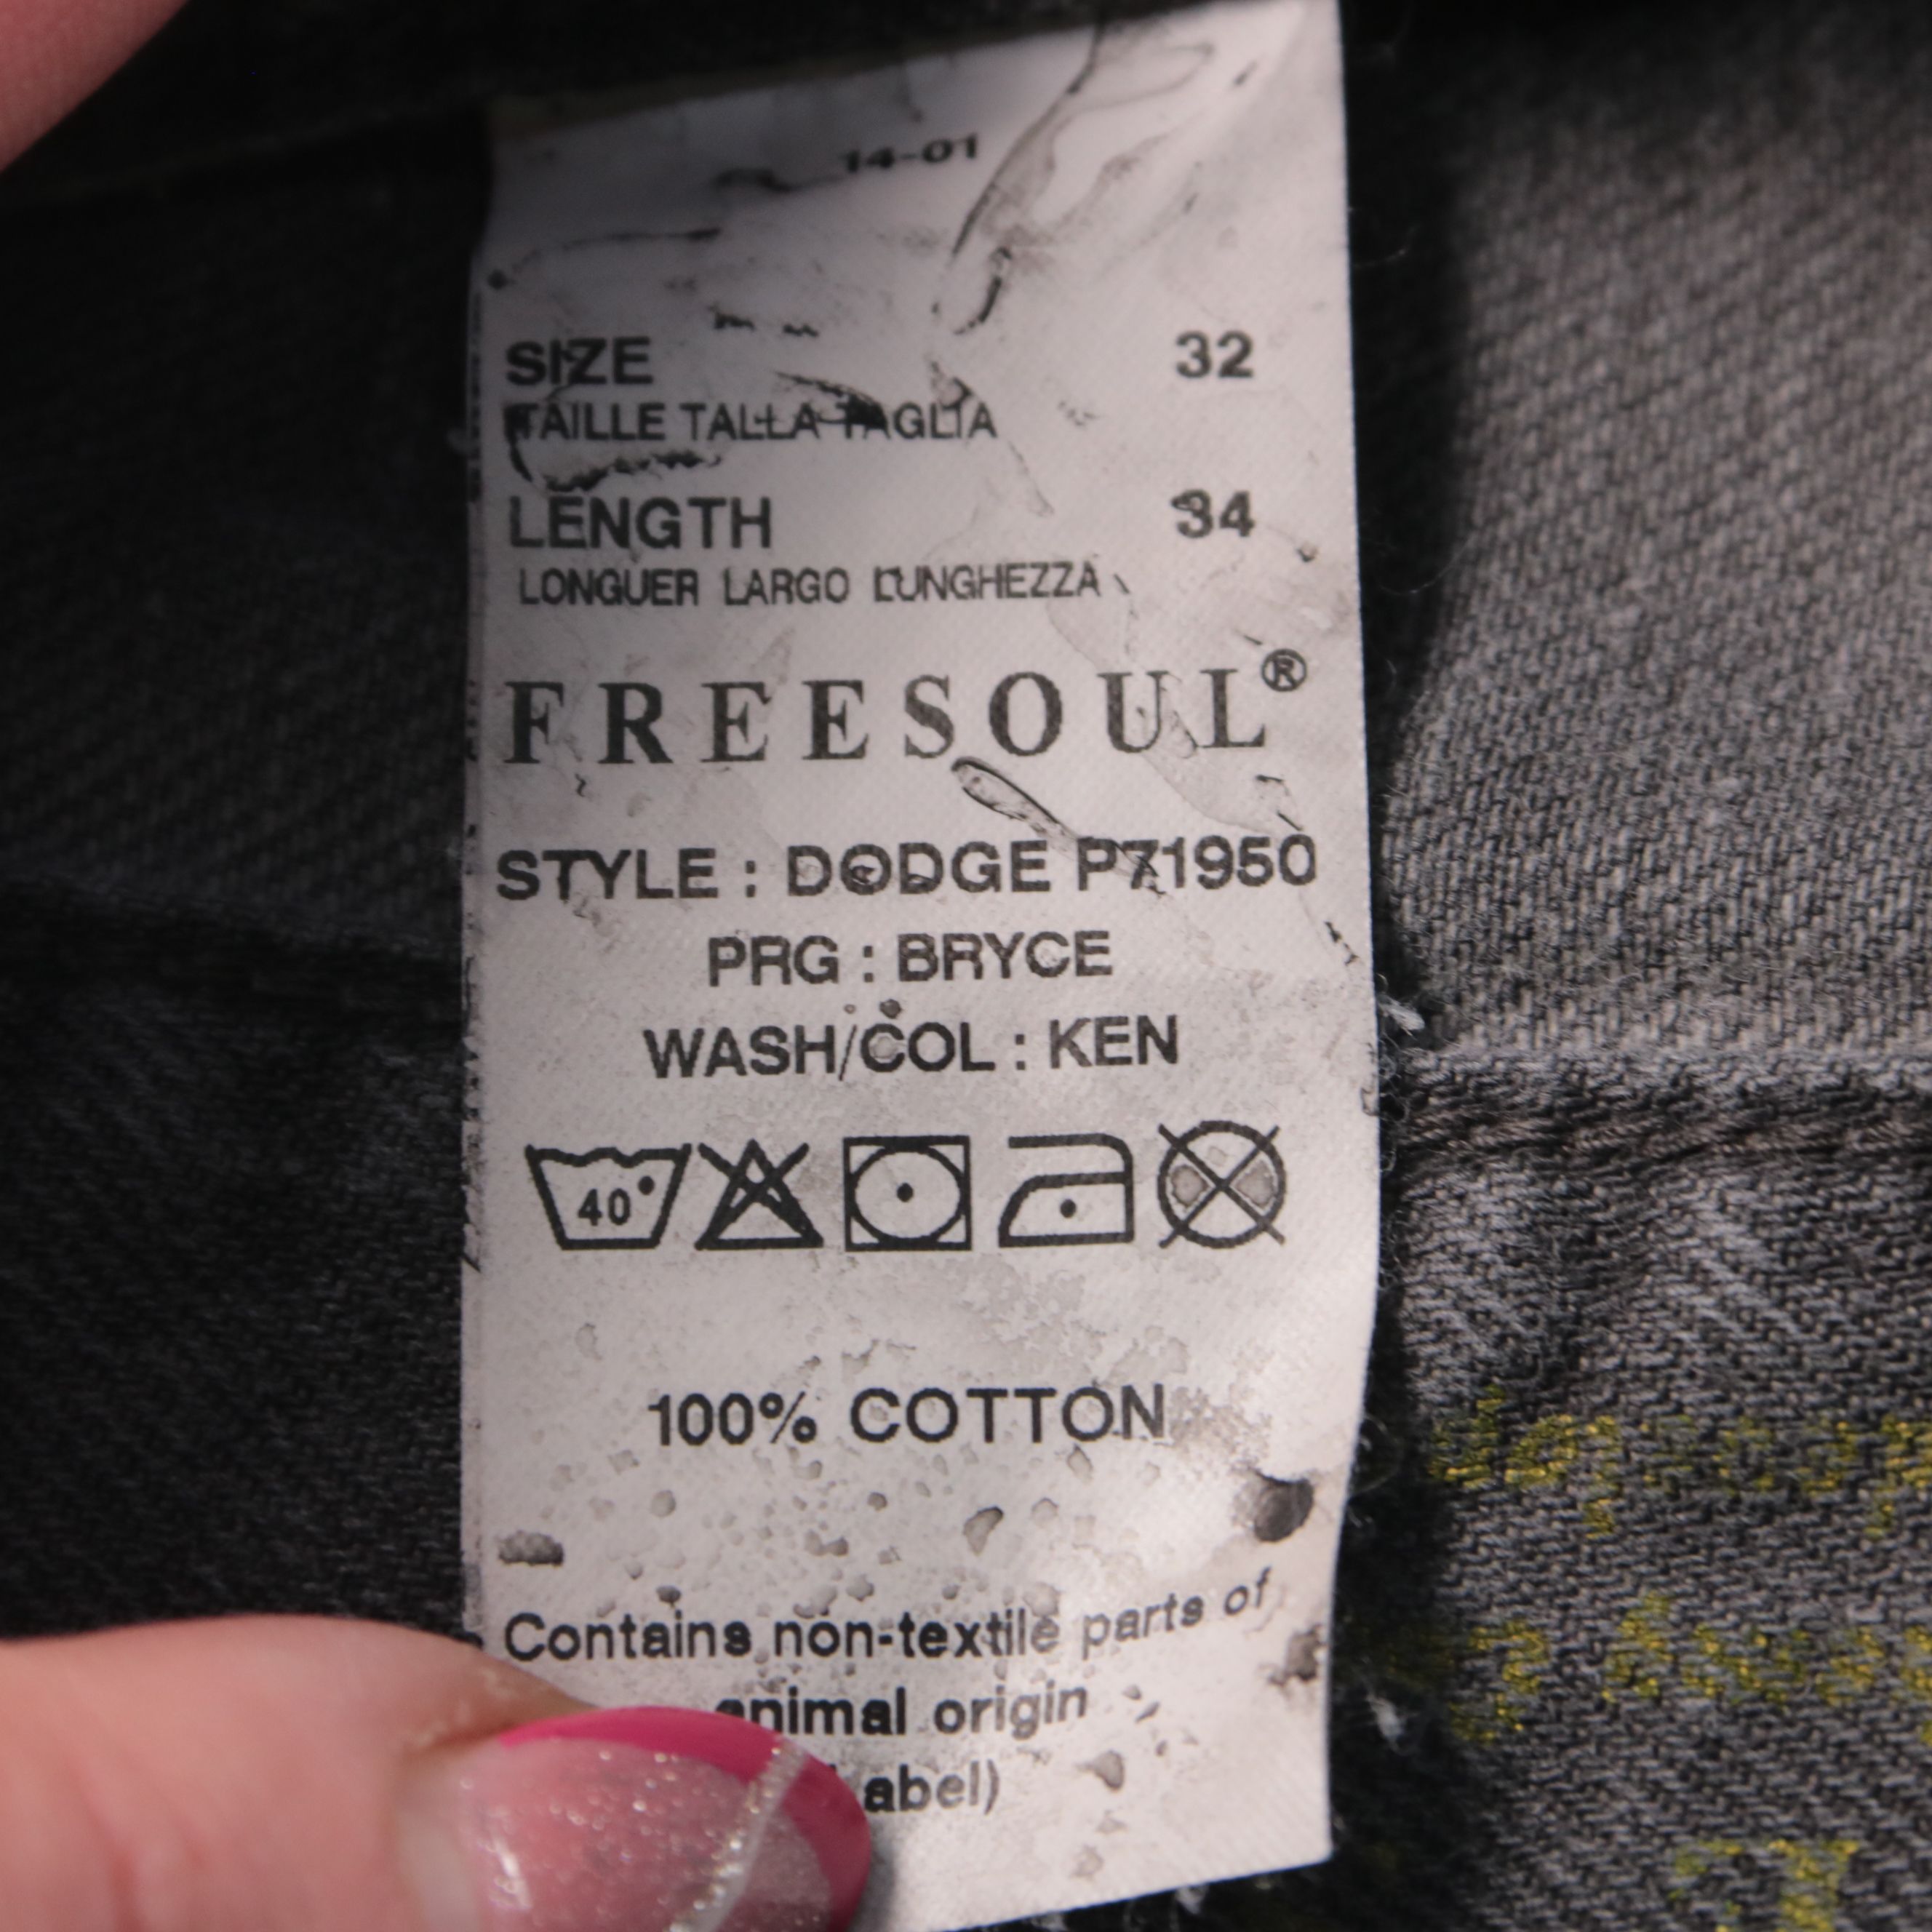 14-01
SIZE 32
TAILLE TALLA TAGLIA
LENGTH 34
LONGUER LARGO LUNGHEZZA
FREESOUL®
STYLE : DODGE P71950
PRG : BRYCE
WASH/COL : KEN
40°
100% COTTON
Contains non-textile parts of
animal origin
Label)